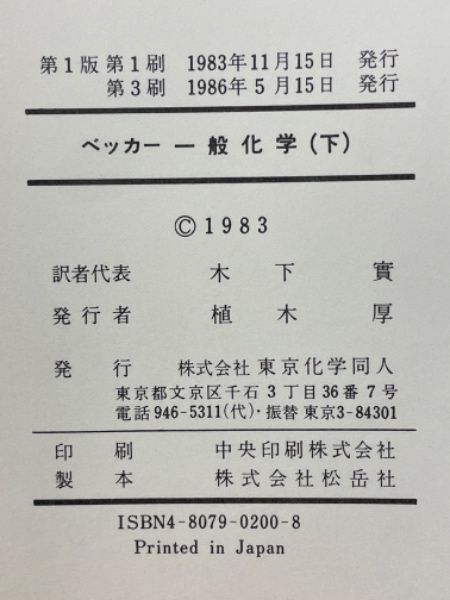 第1版 第1刷 1983年11月15日 発行
第3刷 1986年5月15日 発行
ベッカー 一般化学(下)
©1983
訳者代表 木下實
発行者 植木厚
発行 株式会社 東京化学同人
東京都文京区千石3丁目36番7号
電話946-5311(代)・振替 東京3-84301
印刷 中央印刷株式会社
製本 株式会社松岳社
ISBN4-8079-0200-8
Printed in Japan